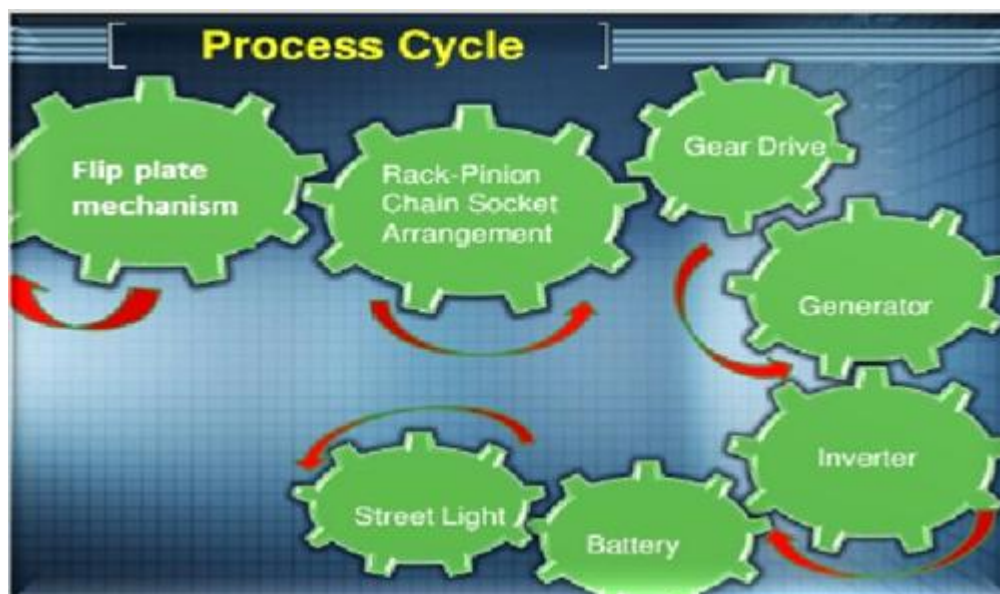 Process Cycle
Flip plate
mechanism
Rack-Pinion
Chain Socket
Arrangement
Gear Drive
Generator
Inverter
Battery
Street Light